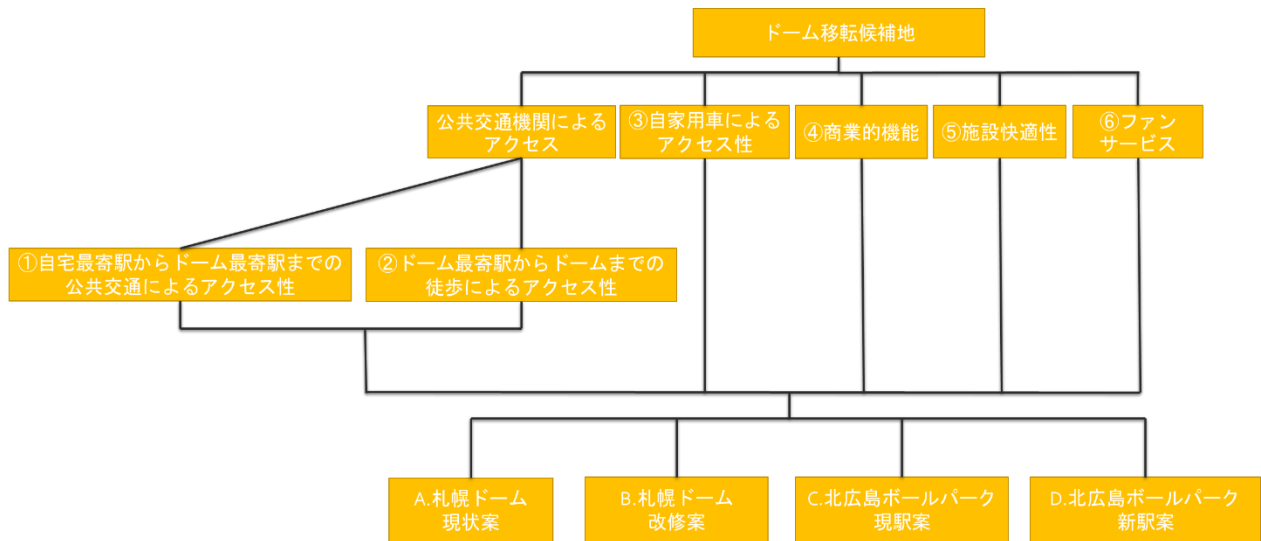 ドーム移転候補地
公共交通機関による
アクセス
③自家用車による
アクセス性
④商業的機能
⑤施設快適性
⑥ファン
サービス
①自宅最寄駅からドーム最寄駅までの
公共交通によるアクセス性
②ドーム最寄駅からドームまでの
徒歩によるアクセス性
A.札幌ドーム
現状案
B.札幌ドーム
改修案
C.北広島ボールパーク
現駅案
D.北広島ボールパーク
新駅案